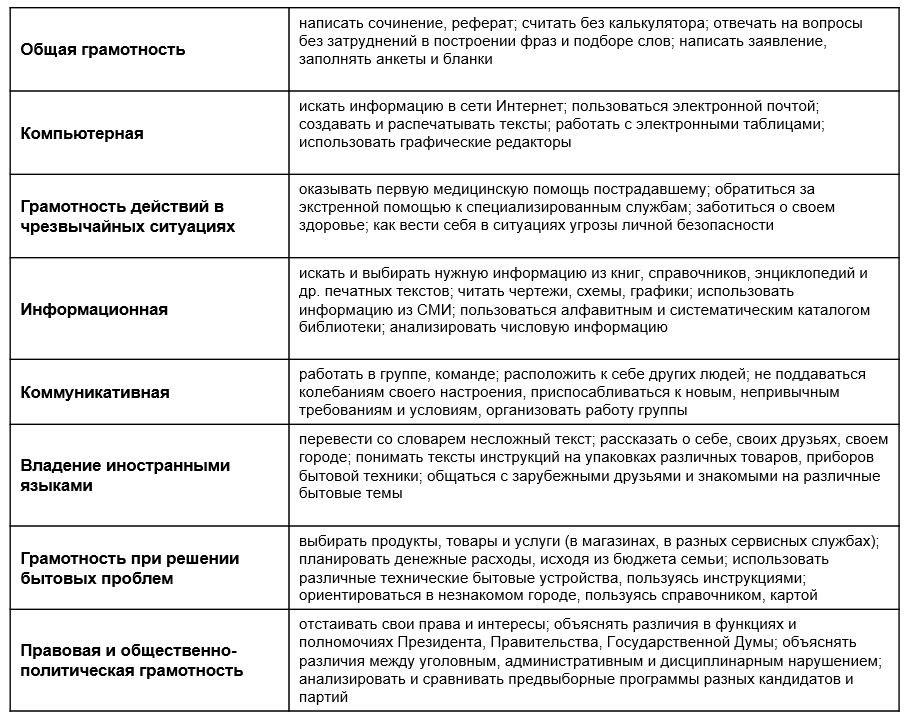 Общая грамотность
написать сочинение, реферат; считать без калькулятора; отвечать на вопросы
без затруднений в построении фраз и подборе слов; написать заявление,
заполнять анкеты и бланки
Компьютерная
искать информацию в сети Интернет; пользоваться электронной почтой;
создавать и распечатывать тексты; работать с электронными таблицами;
использовать графические редакторы
Грамотность действий в
чрезвычайных ситуациях
оказывать первую медицинскую помощь пострадавшему; обратиться за
экстренной помощью к специализированным службам; заботиться о своем
здоровье; как вести себя в ситуациях угрозы личной безопасности
Информационная
искать и выбирать нужную информацию из книг, справочников, энциклопедий и
др. печатных текстов; читать чертежи, схемы, графики; использовать
информацию из СМИ; пользоваться алфавитным и систематическим каталогом
библиотеки; анализировать числовую информацию
Коммуникативная
работать в группе, команде; расположить к себе других людей; не поддаваться
колебаниям своего настроения, приспосабливаться к новым, непривычным
требованиям и условиям, организовать работу группы
Владение иностранными
языками
перевести со словарем несложный текст; рассказать о себе, своих друзьях, своем
городе; понимать тексты инструкций на упаковках различных товаров, приборов
бытовой техники; общаться с зарубежными друзьями и знакомыми на различные
бытовые темы
Грамотность при решении
бытовых проблем
выбирать продукты, товары и услуги (в магазинах, в разных сервисных службах);
планировать денежные расходы, исходя из бюджета семьи; использовать
различные технические бытовые устройства, пользуясь инструкциями;
ориентироваться в незнакомом городе, пользуясь справочником, картой
Правовая и общественно-
политическая грамотность
отстаивать свои права и интересы; объяснять различия в функциях и
полномочиях Президента, Правительства, Государственной Думы; объяснять
различия между уголовным, административным и дисциплинарным нарушением;
анализировать и сравнивать предвыборные программы разных кандидатов и
партий